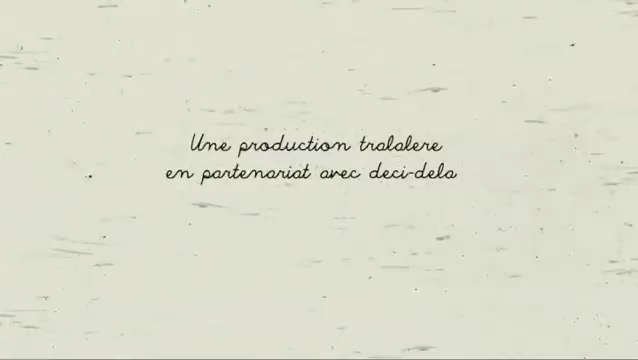 Une production tralalere
en partenariat avec deci-dela